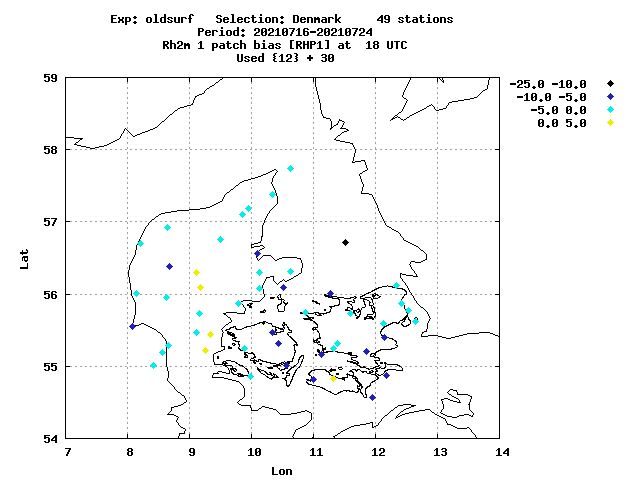 Exp: oldsurf   Selection: Denmark     49 stations
Period: 20210716-20210724
Rh2m 1 patch bias [RHP1] at  18 UTC
Used {12} + 30
-25.0 -10.0
-10.0 -5.0
-5.0 0.0
0.0 5.0
59
58
57
56
55
54
Lat
7 8 9 10 11 12 13 14
Lon